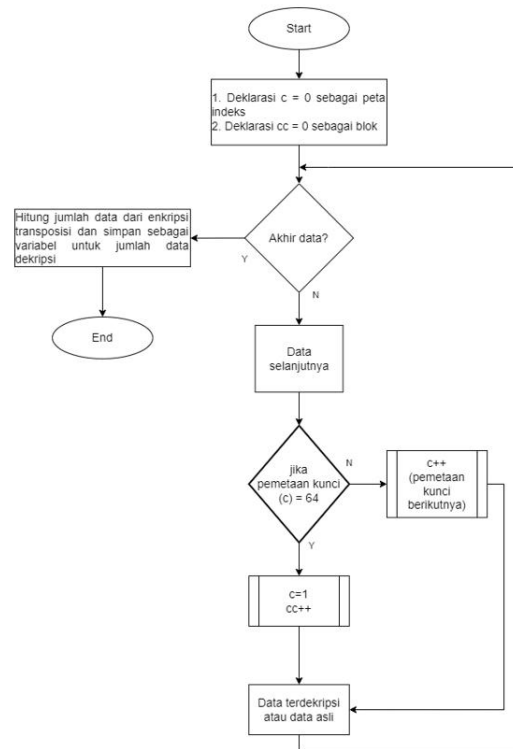 Start
1. Deklarasi c = 0 sebagai peta
indeks
2. Deklarasi cc = 0 sebagai blok
Akhir data?
Y
N
Hitung jumlah data dari enkripsi
transposisi dan simpan sebagai
variabel untuk jumlah data
dekripsi
End
Data
selanjutnya
jika
pemetaan kunci
(c) = 64
N
Y
c++
(pemetaan
kunci
berikutnya)
c=1
cc++
Data terdekripsi
atau data asli